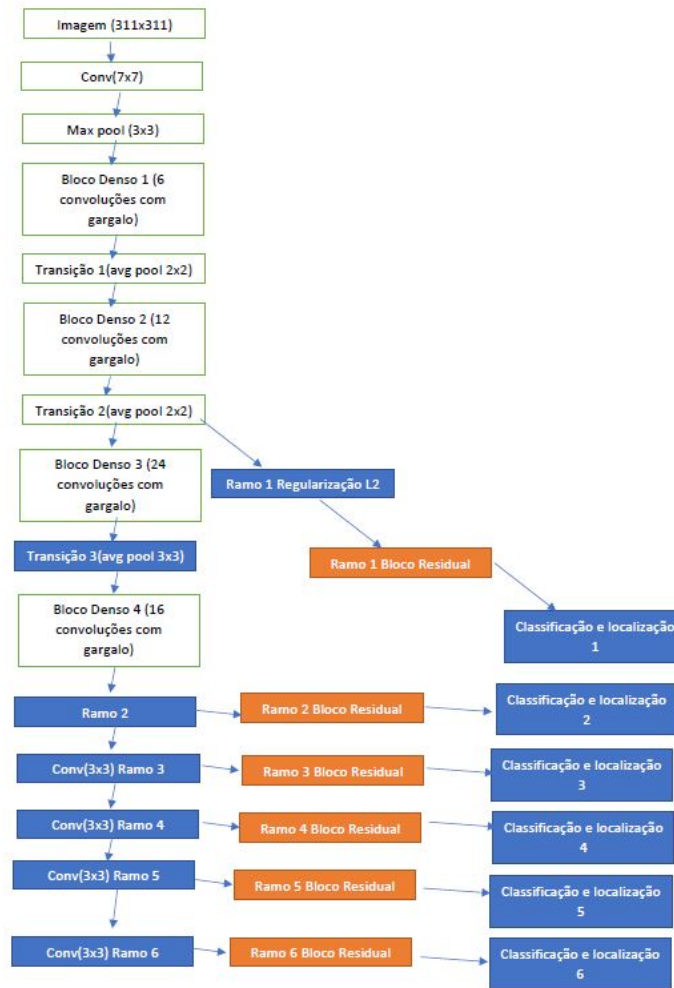 Imagem (311x311)
Conv(7x7)
Max pool (3x3)
Bloco Denso 1 (6
convoluções com
gargalo)
Transição 1(avg pool 2x2)
Bloco Denso 2 (12
convoluções com
gargalo)
Transição 2(avg pool 2x2)
Bloco Denso 3 (24
convoluções com
gargalo)
Ramo 1 Regularização L2
Transição 3(avg pool 3x3)
Ramo 1 Bloco Residual
Bloco Denso 4 (16
convoluções com
gargalo)
Classificação e localização
1
Ramo 2
Ramo 2 Bloco Residual
Classificação e localização
2
Conv(3x3) Ramo 3
Ramo 3 Bloco Residual
Classificação e localização
3
Conv(3x3) Ramo 4
Ramo 4 Bloco Residual
Classificação e localização
4
Conv(3x3) Ramo 5
Ramo 5 Bloco Residual
Classificação e localização
5
Conv(3x3) Ramo 6
Ramo 6 Bloco Residual
Classificação e localização
6